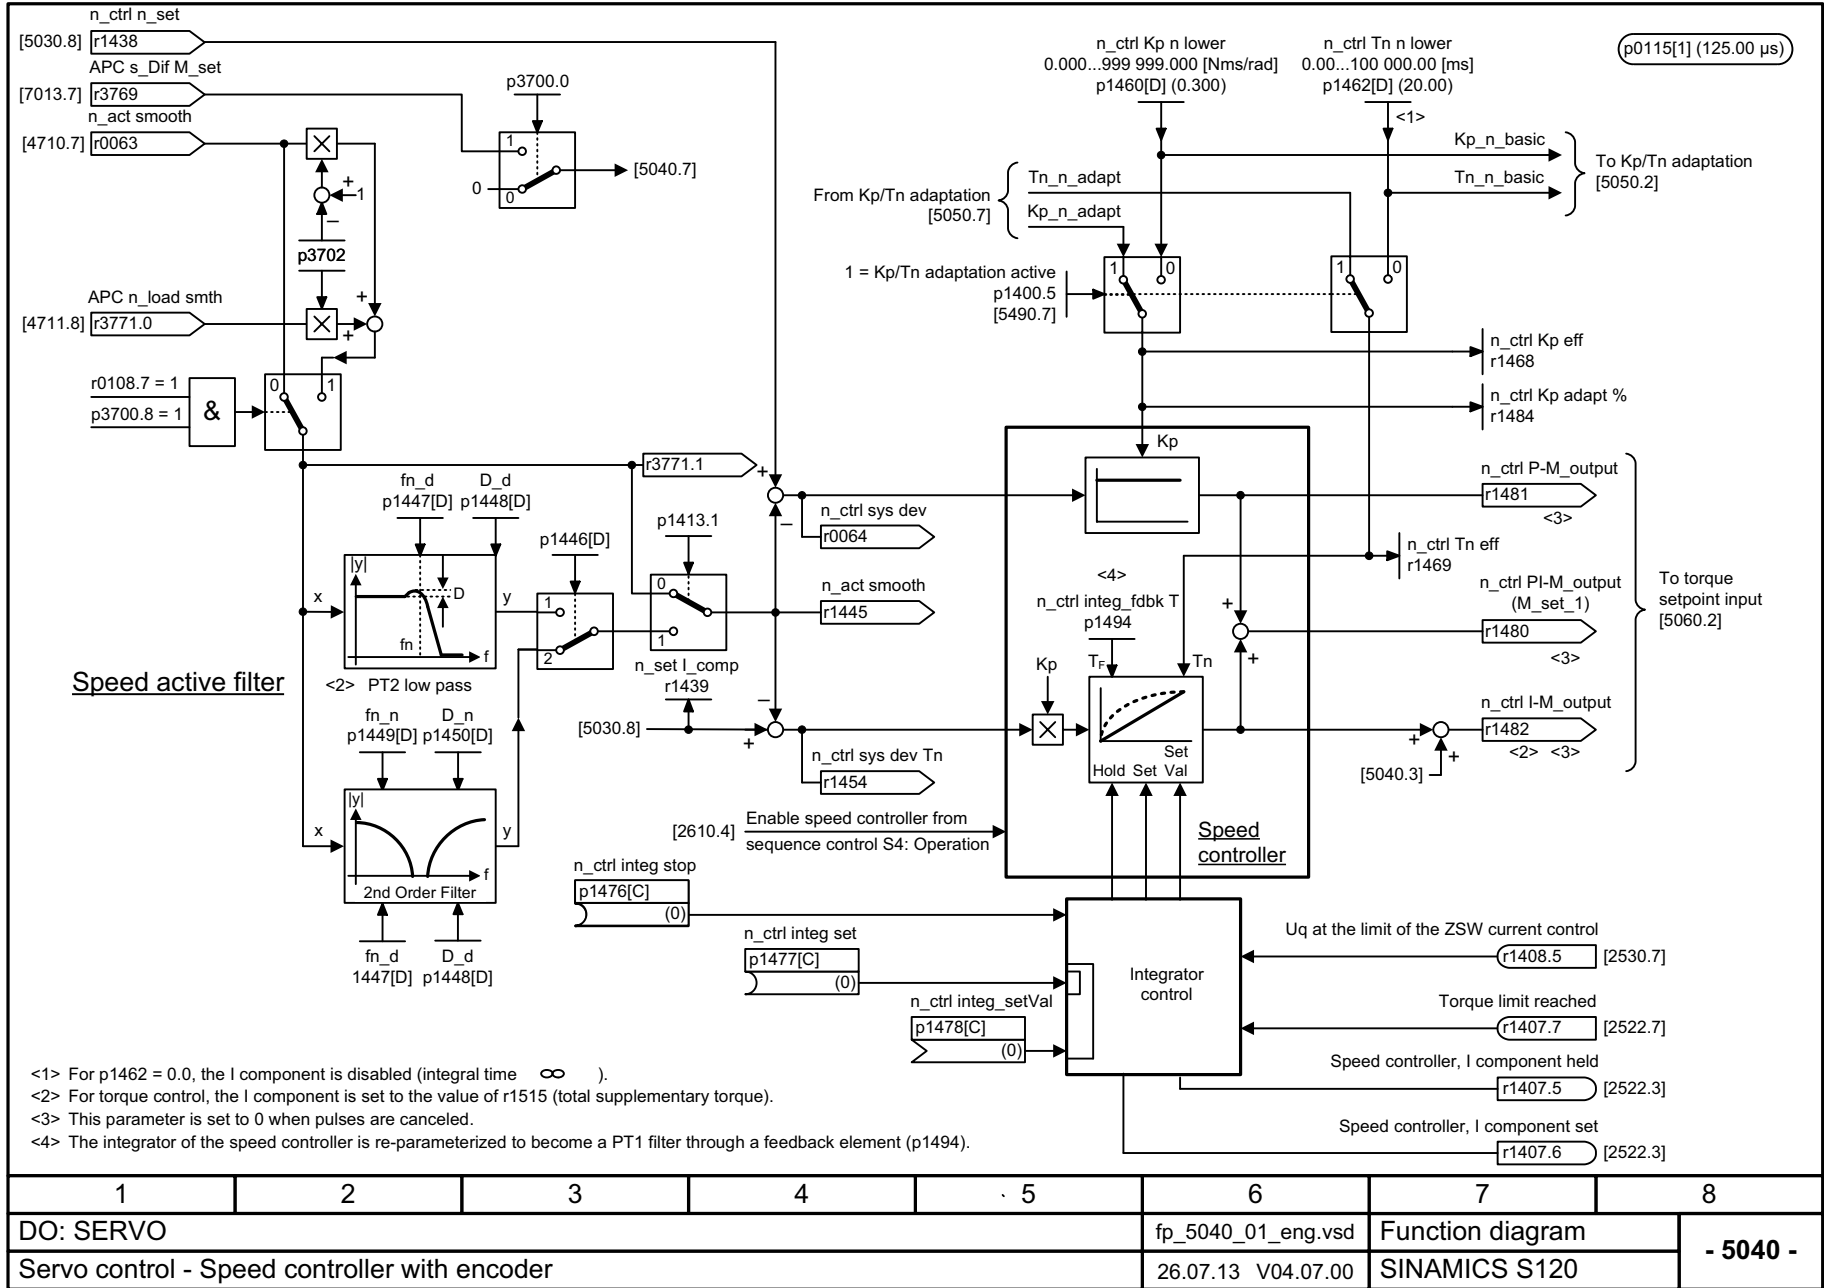 n_ctrl n_set
[5030.8] r1438
APC s_Dif M_set
[7013.7] r3769
n_act smooth
[4710.7] r0063
+
1
–
p3702
APC n_load smth
[4711.8] r3771.0
+
+
r0108.7 = 1
p3700.8 = 1
&
0 1
p3700.0
1
0
0
[5040.7]
n_ctrl Kp n lower
0.000...999 999.000 [Nms/rad]
p1460[D] (0.300)
n_ctrl Tn n lower
0.00...100 000.00 [ms]
p1462[D] (20.00)
<1>
p0115[1] (125.00 µs)
Kp_n_basic
Tn_n_basic
To Kp/Tn adaptation
[5050.2]
From Kp/Tn adaptation
[5050.7]
Tn_n_adapt
Kp_n_adapt
1 = Kp/Tn adaptation active
p1400.5
[5490.7]
1 0
1 0
n_ctrl Kp eff
r1468
n_ctrl Kp adapt %
r1484
r3771.1
fn_d
p1447[D]
D_d
p1448[D]
|y|
D
fn
f
x
y
<2> PT2 low pass
Speed active filter
fn_n
p1449[D]
D_n
p1450[D]
|y|
f
x
y
2nd Order Filter
fn_d
1447[D]
D_d
p1448[D]
p1446[D]
1
2
p1413.1
0
1
n_set I_comp
r1439
[5030.8]
+
–
+
–
n_ctrl sys dev
r0064
n_act smooth
r1445
n_ctrl sys dev Tn
r1454
Kp
<4>
n_ctrl integ_fdbk T
p1494
TF
Tn
Kp
Hold Set Set Val
Speed
controller
[2610.4]
Enable speed controller from
sequence control S4: Operation
+
+
n_ctrl P-M_output
r1481
<3>
n_ctrl Tn eff
r1469
n_ctrl PI-M_output
(M_set_1)
r1480
<3>
n_ctrl I-M_output
r1482
<2> <3>
+
+
[5040.3]
To torque
setpoint input
[5060.2]
n_ctrl integ stop
p1476[C]
(0)
n_ctrl integ set
p1477[C]
(0)
n_ctrl integ_setVal
p1478[C]
(0)
Integrator
control
Uq at the limit of the ZSW current control
r1408.5 [2530.7]
Torque limit reached
r1407.7 [2522.7]
Speed controller, I component held
r1407.5 [2522.3]
Speed controller, I component set
r1407.6 [2522.3]
<1> For p1462 = 0.0, the I component is disabled (integral time ∞ ).
<2> For torque control, the I component is set to the value of r1515 (total supplementary torque).
<3> This parameter is set to 0 when pulses are canceled.
<4> The integrator of the speed controller is re-parameterized to become a PT1 filter through a feedback element (p1494).
1 2 3 4 5 6 7 8
DO: SERVO
fp_5040_01_eng.vsd
Function diagram
- 5040 -
Servo control - Speed controller with encoder
26.07.13 V04.07.00
SINAMICS S120